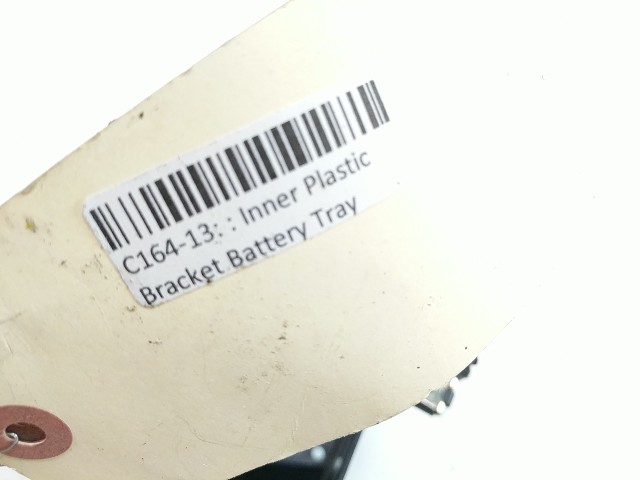 C164-13: : Inner Plastic
Bracket Battery Tray